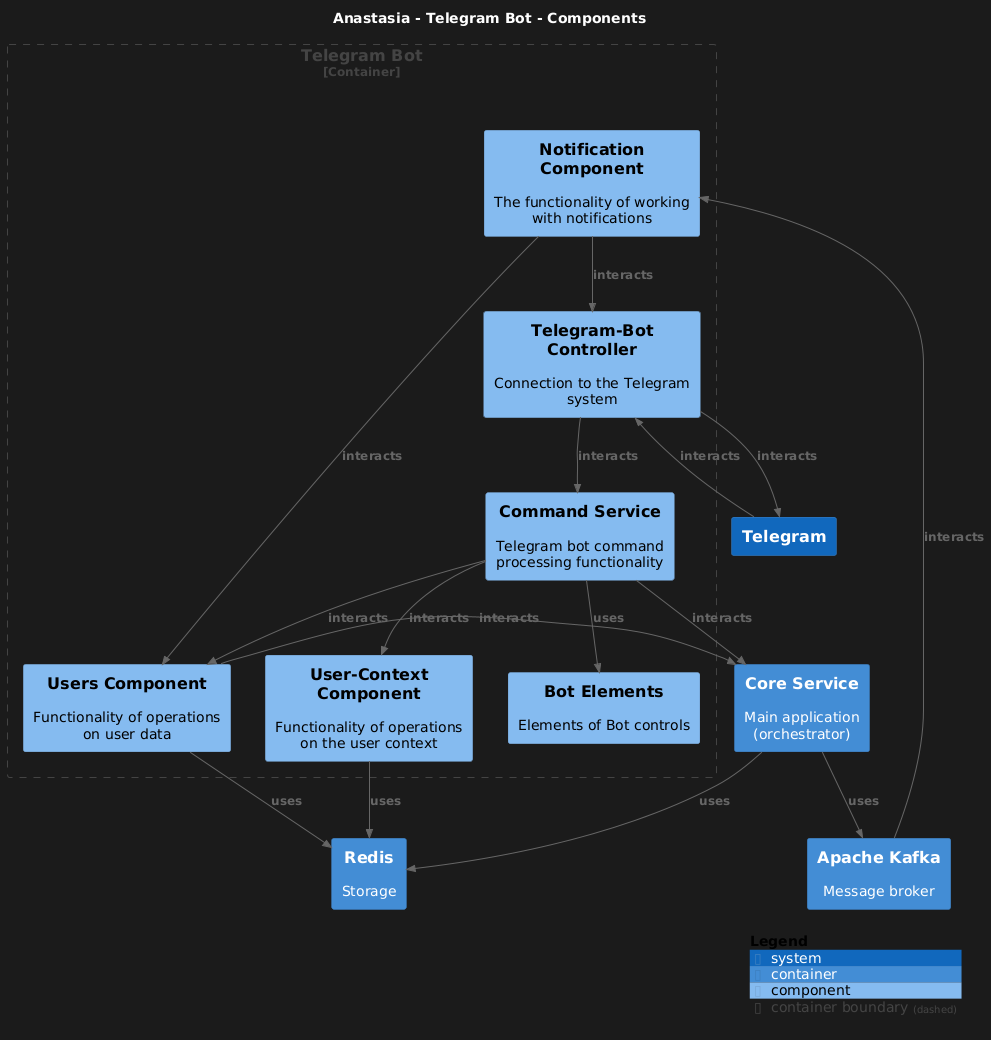 Anastasia - Telegram Bot - Components
Telegram Bot
[Container]
Notification
Component
The functionality of working
with notifications
interacts
Telegram-Bot
Controller
Connection to the Telegram
system
interacts
interacts
interacts
interacts
Command Service
Telegram bot command
processing functionality
Telegram
interacts
interacts
interacts
interacts
uses
interacts
Users Component
Functionality of operations
on user data
User-Context
Component
Functionality of operations
on the user context
Bot Elements
Elements of Bot controls
Core Service
Main application
(orchestrator)
uses
uses
uses
uses
Redis
Storage
Apache Kafka
Message broker
Legend
system
container
component
container boundary (dashed)